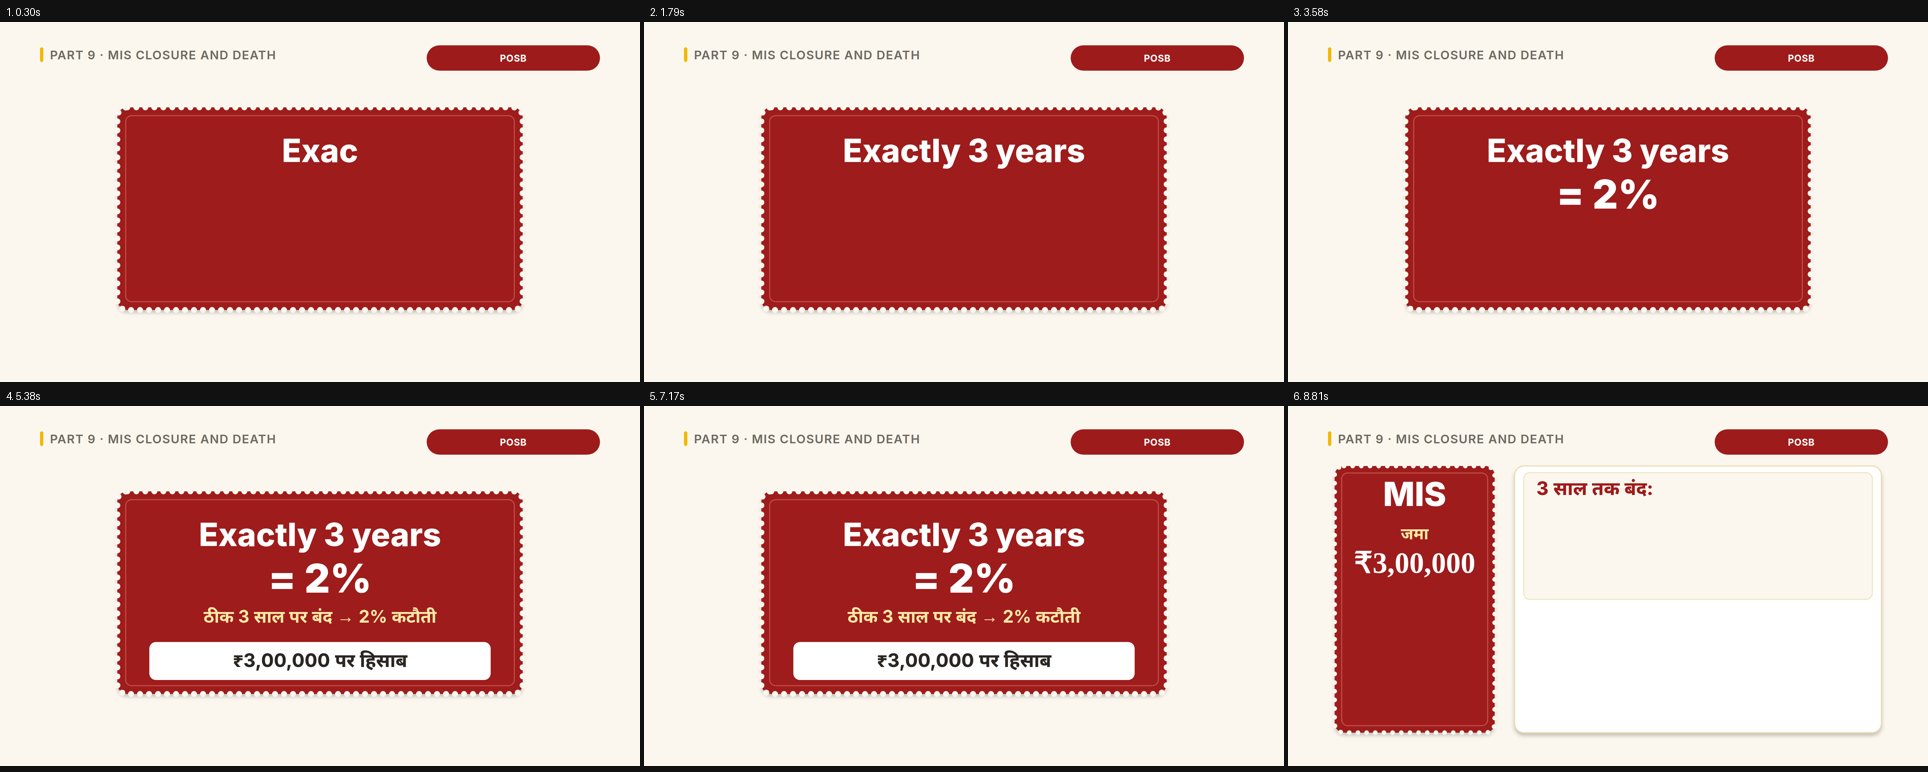 1. 0.30s
PART 9 · MIS CLOSURE AND DEATH
POSB
Exac
2. 1.79s
PART 9 · MIS CLOSURE AND DEATH
POSB
Exactly 3 years
3. 3.58s
PART 9 · MIS CLOSURE AND DEATH
POSB
Exactly 3 years
= 2%
4. 5.38s
PART 9 · MIS CLOSURE AND DEATH
POSB
Exactly 3 years
= 2%
ठीक 3 साल पर बंद → 2% कटौती
₹3,00,000 पर हिसाब
5. 7.17s
PART 9 · MIS CLOSURE AND DEATH
POSB
Exactly 3 years
= 2%
ठीक 3 साल पर बंद → 2% कटौती
₹3,00,000 पर हिसाब
6. 8.81s
PART 9 · MIS CLOSURE AND DEATH
POSB
MIS
जमा
₹3,00,000
3 साल तक बंद: